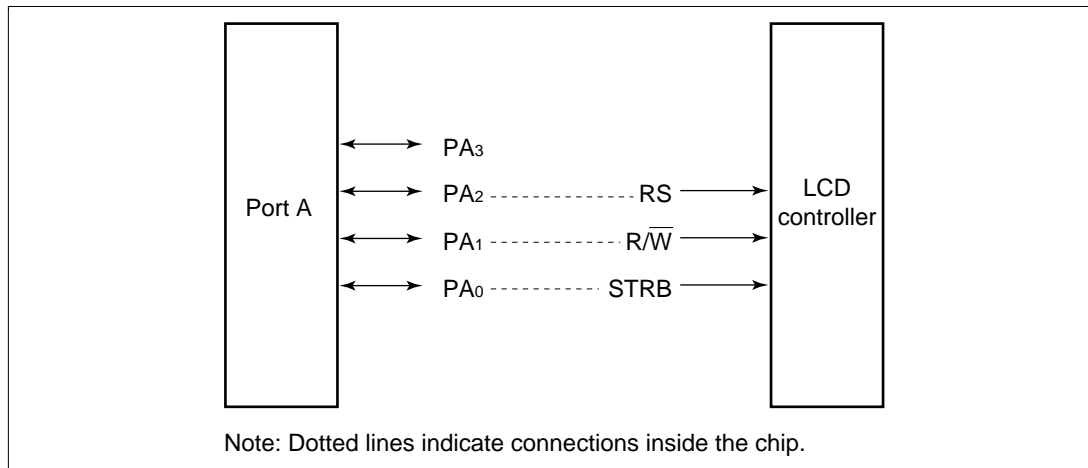 Port A
PA₃
PA₂ RS
PA₁ R/W̅
PA₀ STRB
LCD
controller
Note: Dotted lines indicate connections inside the chip.